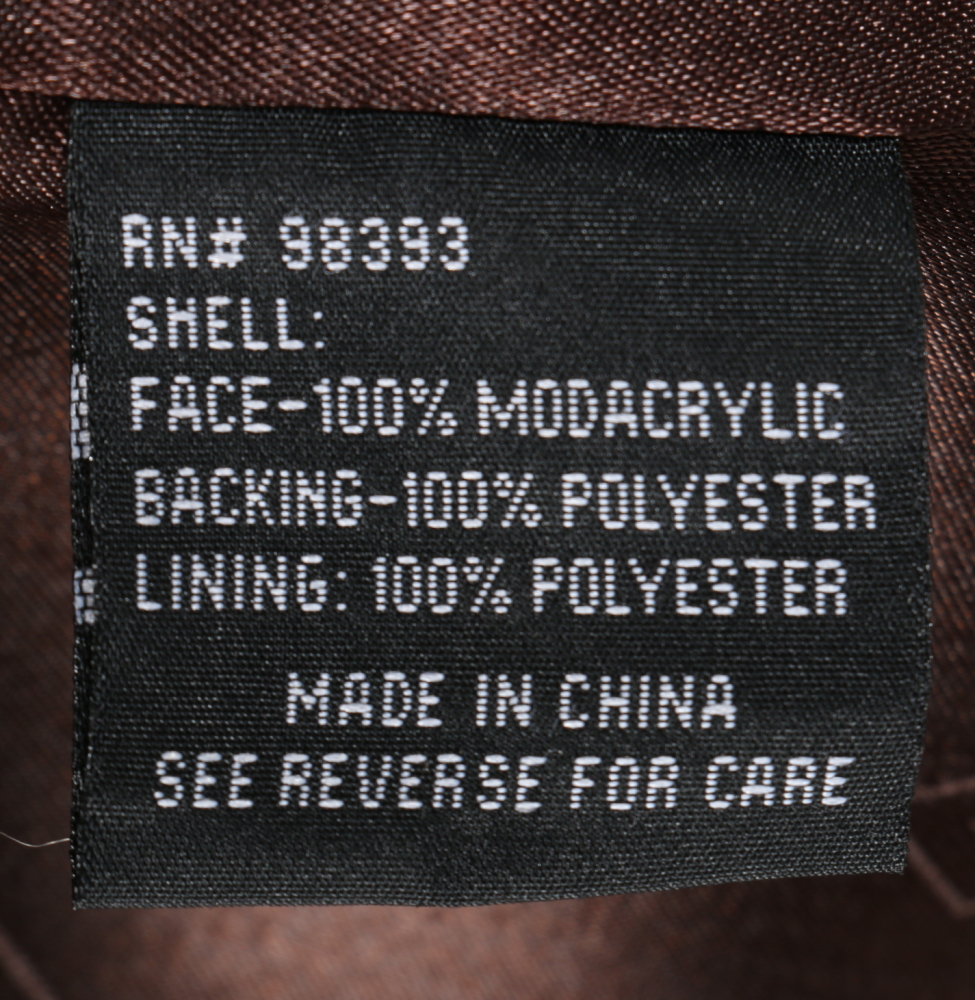 RN# 98393
SHELL:
FACE-100% MODACRYLIC
BACKING-100% POLYESTER
LINING: 100% POLYESTER
MADE IN CHINA
SEE REVERSE FOR CARE